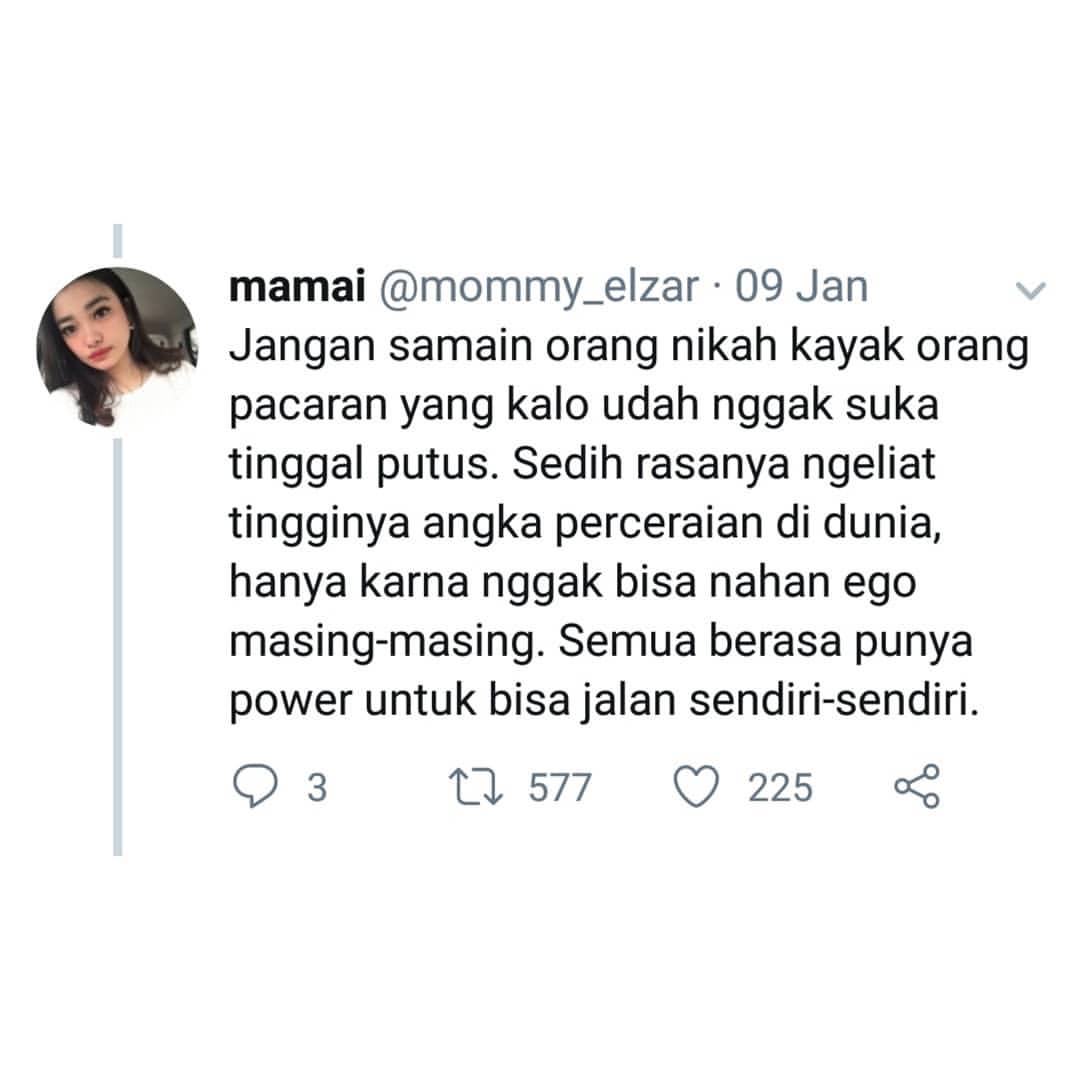 mamai @mommy_elzar · 09 Jan
Jangan samain orang nikah kayak orang
pacaran yang kalo udah nggak suka
tinggal putus. Sedih rasanya ngeliat
tingginya angka perceraian di dunia,
hanya karna nggak bisa nahan ego
masing-masing. Semua berasa punya
power untuk bisa jalan sendiri-sendiri.
3 577 225